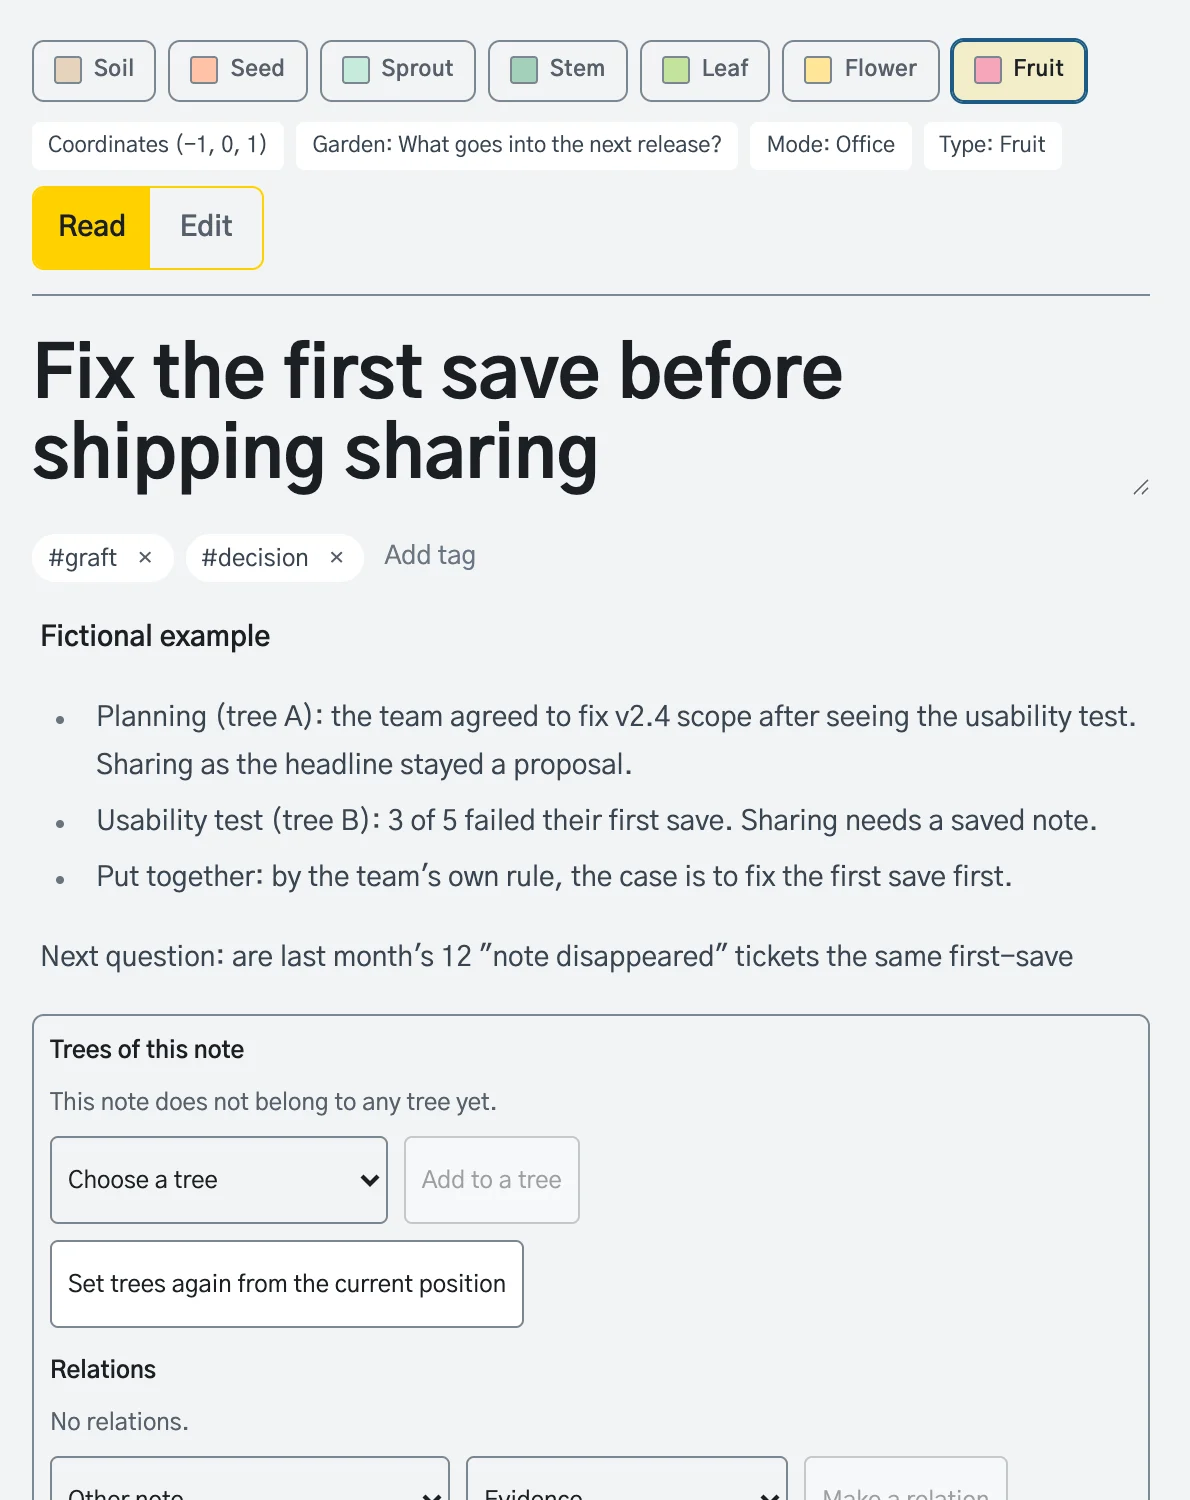 Soil Seed Sprout Stem Leaf Flower Fruit
Coordinates (−1, 0, 1) Garden: What goes into the next release? Mode: Office Type: Fruit
Read Edit
Fix the first save before
shipping sharing
#graft × #decision × Add tag
Fictional example
• Planning (tree A): the team agreed to fix v2.4 scope after seeing the usability test.
Sharing as the headline stayed a proposal.
• Usability test (tree B): 3 of 5 failed their first save. Sharing needs a saved note.
• Put together: by the team's own rule, the case is to fix the first save first.
Next question: are last month's 12 "note disappeared" tickets the same first-save
Trees of this note
This note does not belong to any tree yet.
Choose a tree Add to a tree
Set trees again from the current position
Relations
No relations.
Other note Evidence Make a relation